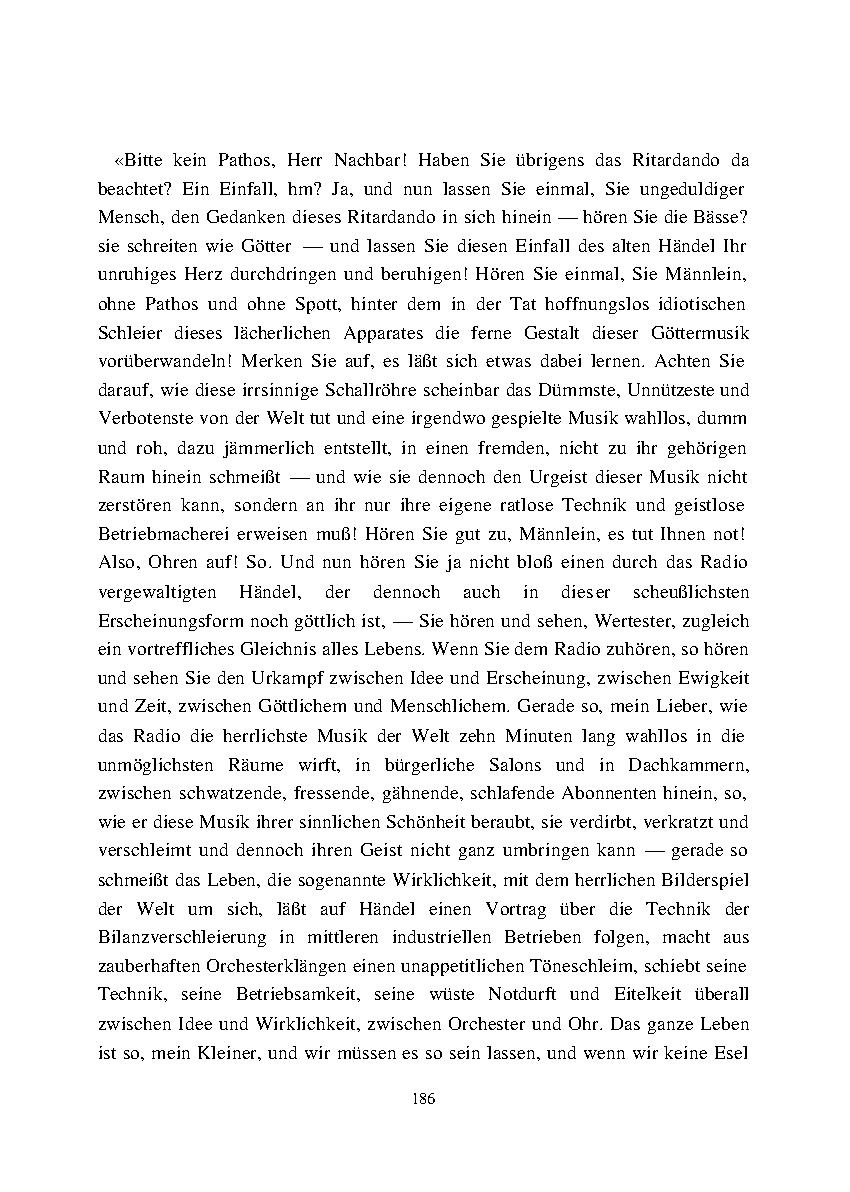 «Bitte kein Pathos, Herr Nachbar! Haben Sie übrigens das Ritardando da
beachtet? Ein Einfall, hm? Ja, und nun lassen Sie einmal, Sie ungeduldiger
Mensch, den Gedanken dieses Ritardando in sich hinein — hören Sie die Bässe?
sie schreiten wie Götter — und lassen Sie diesen Einfall des alten Händel Ihr
unruhiges Herz durchdringen und beruhigen! Hören Sie einmal, Sie Männlein,
ohne Pathos und ohne Spott, hinter dem in der Tat hoffnungslos idiotischen
Schleier dieses lächerlichen Apparates die ferne Gestalt dieser Göttermusik
vorüberwandeln! Merken Sie auf, es läßt sich etwas dabei lernen. Achten Sie
darauf, wie diese irrsinnige Schallröhre scheinbar das Dümmste, Unnützeste und
Verbotenste von der Welt tut und eine irgendwo gespielte Musik wahllos, dumm
und roh, dazu jämmerlich entstellt, in einen fremden, nicht zu ihr gehörigen
Raum hinein schmeißt — und wie sie dennoch den Urgeist dieser Musik nicht
zerstören kann, sondern an ihr nur ihre eigene ratlose Technik und geistlose
Betriebmacherei erweisen muß! Hören Sie gut zu, Männlein, es tut Ihnen not!
Also, Ohren auf! So. Und nun hören Sie ja nicht bloß einen durch das Radio
vergewaltigten Händel, der dennoch auch in dieser scheußlichsten
Erscheinungsform noch göttlich ist, — Sie hören und sehen, Wertester, zugleich
ein vortreffliches Gleichnis alles Lebens. Wenn Sie dem Radio zuhören, so hören
und sehen Sie den Urkampf zwischen Idee und Erscheinung, zwischen Ewigkeit
und Zeit, zwischen Göttlichem und Menschlichem. Gerade so, mein Lieber, wie
das Radio die herrlichste Musik der Welt zehn Minuten lang wahllos in die
unmöglichsten Räume wirft, in bürgerliche Salons und in Dachkammern,
zwischen schwatzende, fressende, gähnende, schlafende Abonnenten hinein, so,
wie er diese Musik ihrer sinnlichen Schönheit beraubt, sie verdirbt, verkratzt und
verschleimt und dennoch ihren Geist nicht ganz umbringen kann — gerade so
schmeißt das Leben, die sogenannte Wirklichkeit, mit dem herrlichen Bilderspiel
der Welt um sich, läßt auf Händel einen Vortrag über die Technik der
Bilanzverschleierung in mittleren industriellen Betrieben folgen, macht aus
zauberhaften Orchesterklängen einen unappetitlichen Töneschleim, schiebt seine
Technik, seine Betriebsamkeit, seine wüste Notdurft und Eitelkeit überall
zwischen Idee und Wirklichkeit, zwischen Orchester und Ohr. Das ganze Leben
ist so, mein Kleiner, und wir müssen es so sein lassen, und wenn wir keine Esel
186